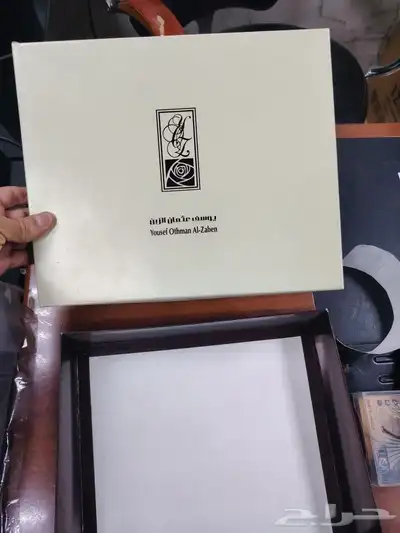 يوسف عثمان الزبن
Yousef Othman Al-Zaben
حراج